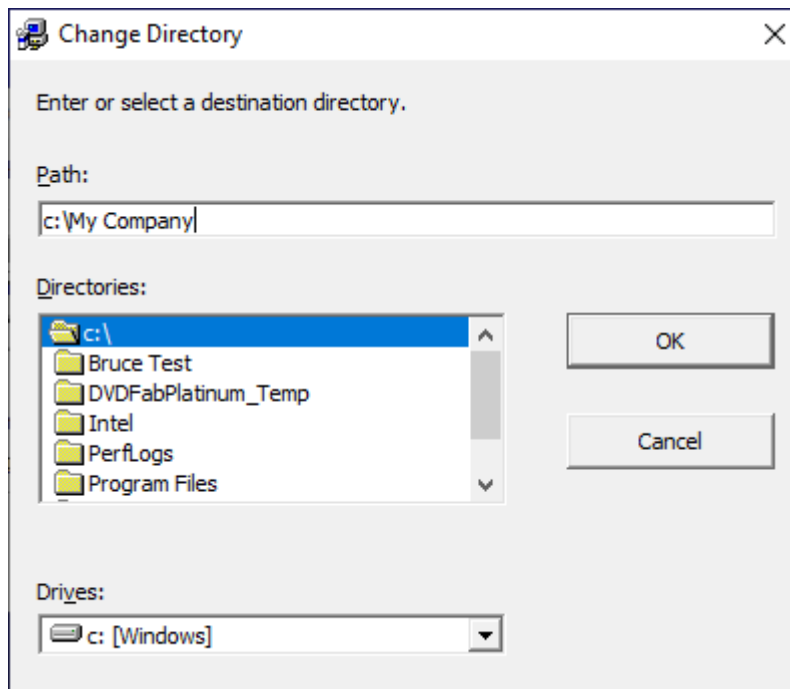 Change Directory
Enter or select a destination directory.
Path:
c:\My Company
Directories:
c:\
Bruce Test
DVDFabPlatinum_Temp
Intel
PerfLogs
Program Files
OK
Cancel
Drives:
c: [Windows]